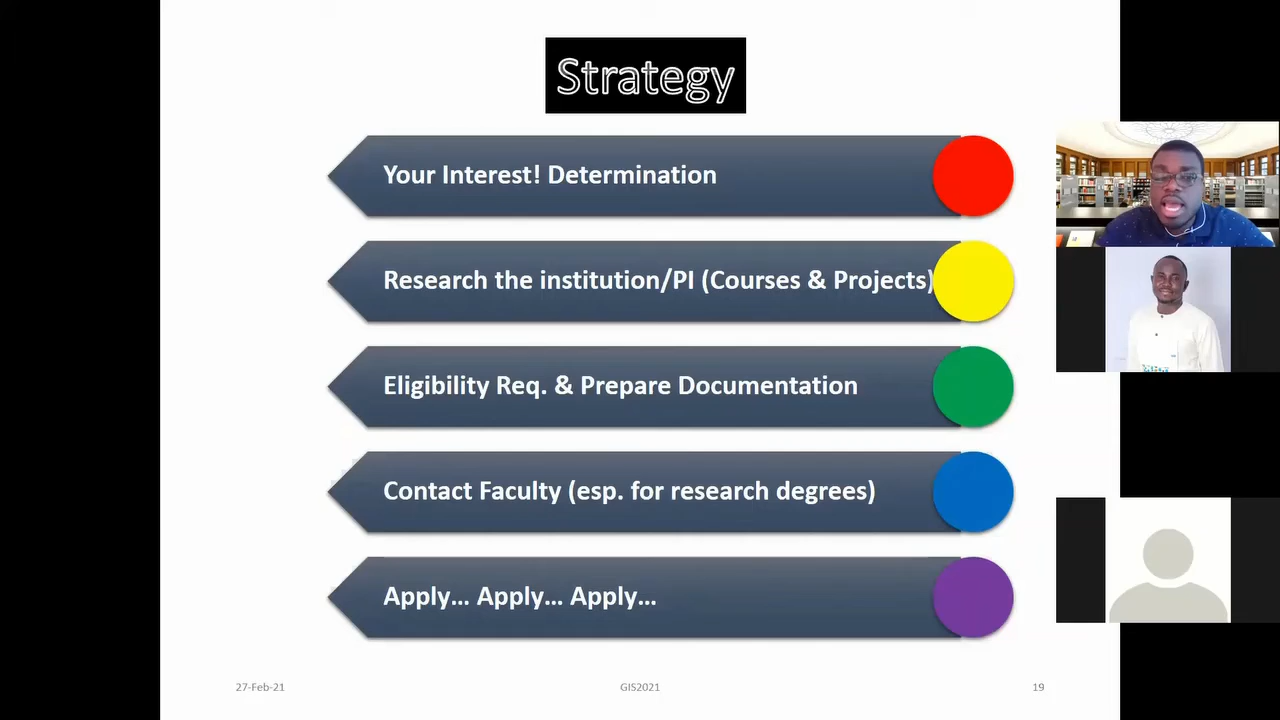 Strategy
Your Interest! Determination
Research the institution/PI (Courses & Projects)
Eligibility Req. & Prepare Documentation
Contact Faculty (esp. for research degrees)
Apply... Apply... Apply...
27-Feb-21
GIS2021
19